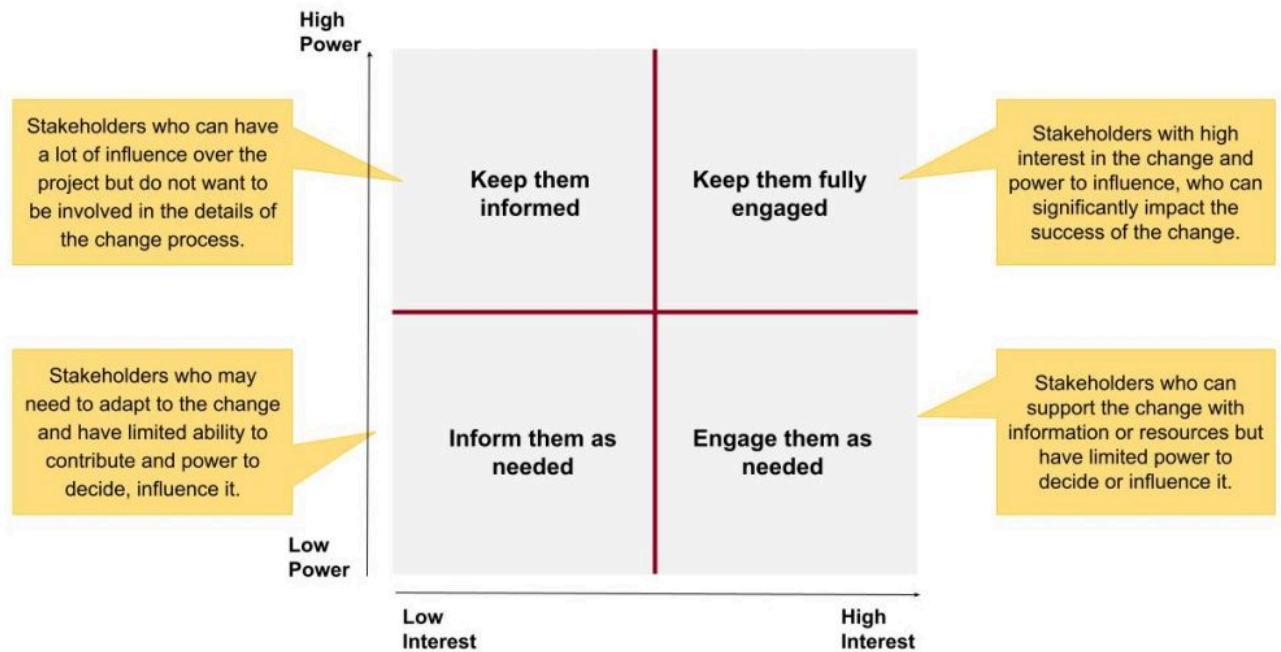 High
Power
Stakeholders who can have
a lot of influence over the
project but do not want to
be involved in the details of
the change process.
Keep them
informed
Keep them fully
engaged
Stakeholders with high
interest in the change and
power to influence, who can
significantly impact the
success of the change.
Stakeholders who may
need to adapt to the change
and have limited ability to
contribute and power to
decide, influence it.
Inform them as
needed
Engage them as
needed
Stakeholders who can
support the change with
information or resources but
have limited power to
decide or influence it.
Low
Power
Low
Interest
High
Interest